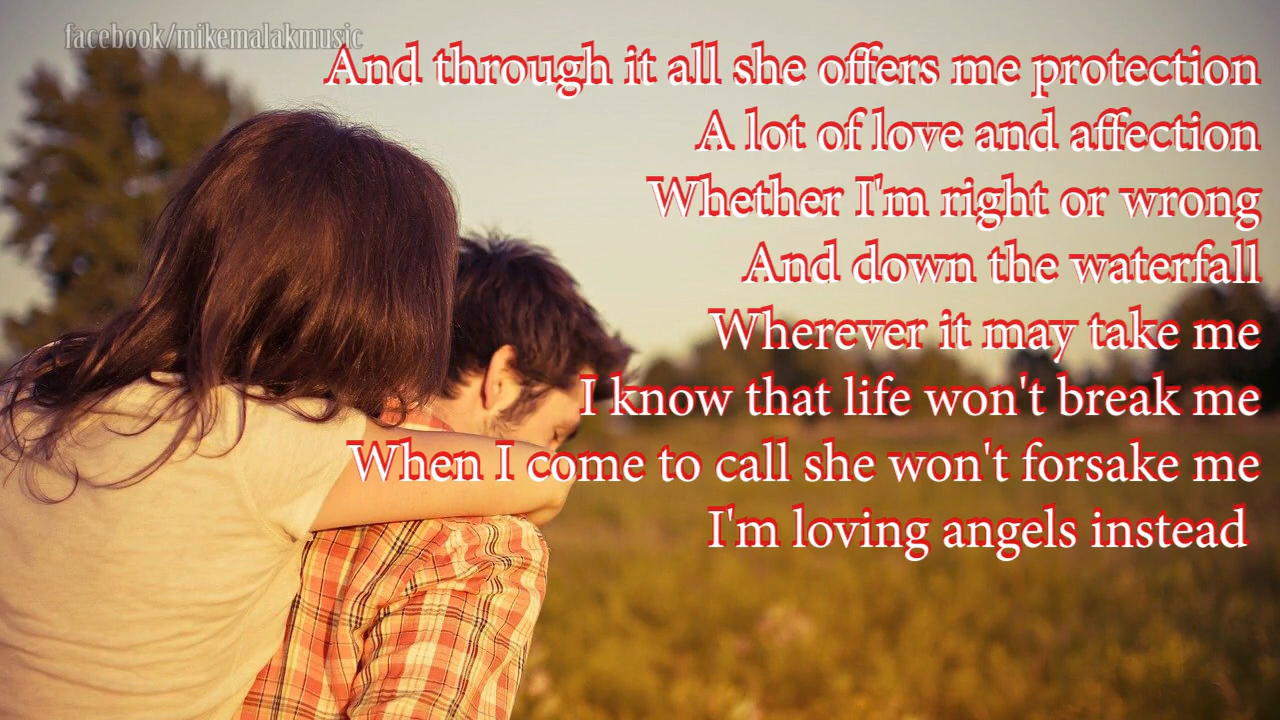 facebook/mikemalakmusic
And through it all she offers me protection
A lot of love and affection
Whether I'm right or wrong
And down the waterfall
Wherever it may take me
I know that life won't break me
When I come to call she won't forsake me
I'm loving angels instead